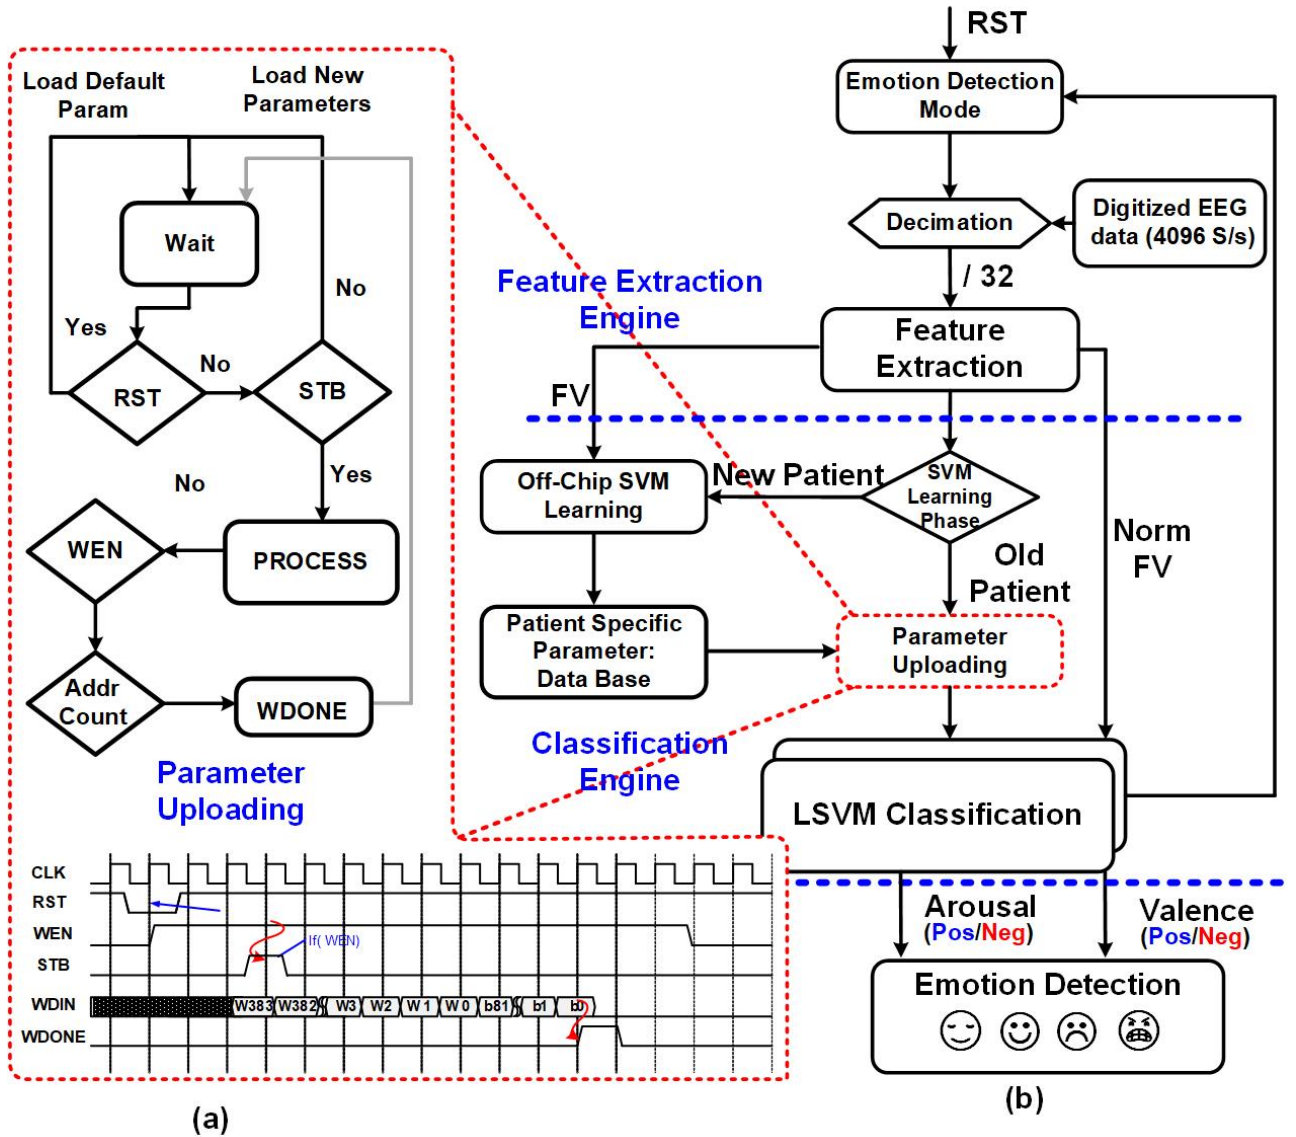 Load Default
Param
Load New
Parameters
Wait
No
Yes
No
RST
STB
Yes
No
WEN
PROCESS
Addr
Count
WDONE
Parameter
Uploading
CLK
RST
WEN
If( WEN)
STB
WDIN
W383
W382
W3
W2
W 1
W 0
b81
b1
b0
WDONE
(a)
RST
Emotion Detection
Mode
Decimation
Digitized EEG
data (4096 S/s)
/ 32
Feature Extraction
Engine
Feature
Extraction
FV
Off-Chip SVM
Learning
New Patient
SVM
Learning
Phase
Norm
FV
Old
Patient
Patient Specific
Parameter:
Data Base
Parameter
Uploading
Classification
Engine
LSVM Classification
Arousal
(Pos/Neg)
Valence
(Pos/Neg)
Emotion Detection
(b)